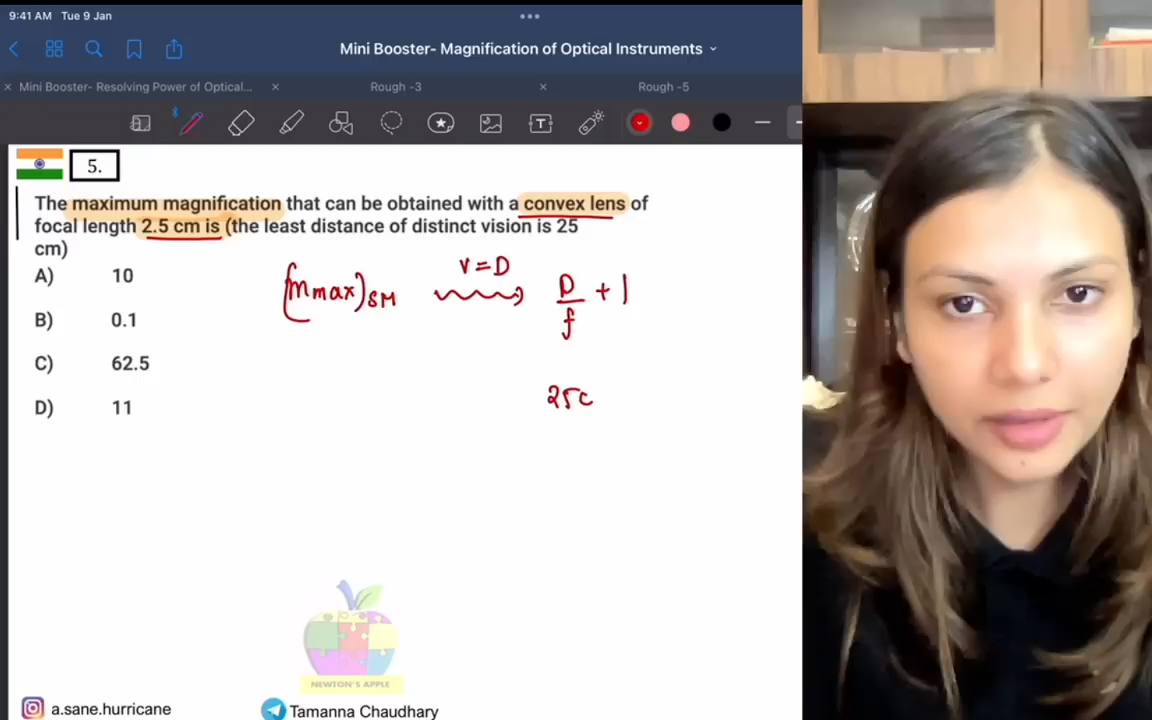 9:41 AM Tue 9 Jan
Mini Booster- Magnification of Optical Instruments
Mini Booster- Resolving Power of Optical...
Rough -3
Rough -5
5.
The maximum magnification that can be obtained with a convex lens of
focal length 2.5 cm is (the least distance of distinct vision is 25
cm)
A) 10
B) 0.1
C) 62.5
D) 11
(mmax)SM v=D D/f + 1
25c
NEWTON'S APPLE
a.sane.hurricane
Tamanna Chaudhary